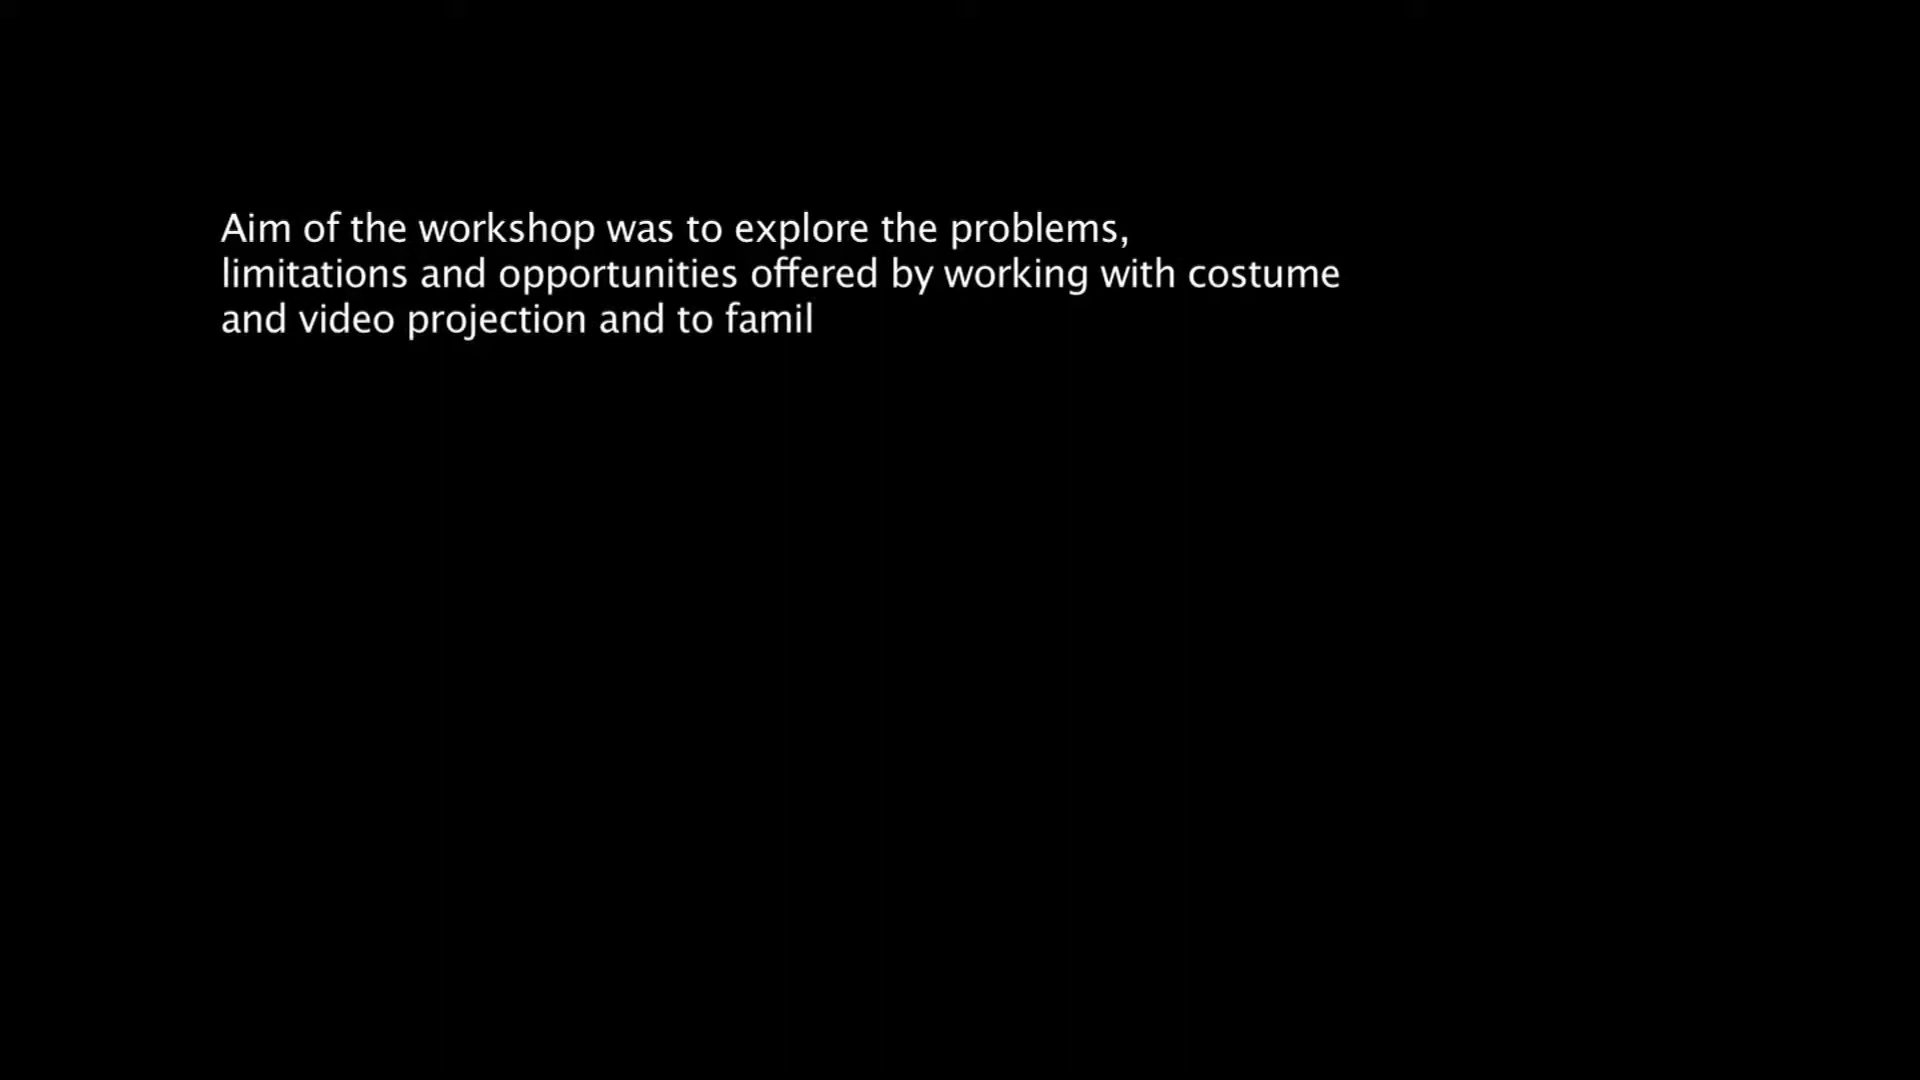 Aim of the workshop was to explore the problems,
limitations and opportunities offered by working with costume
and video projection and to famil